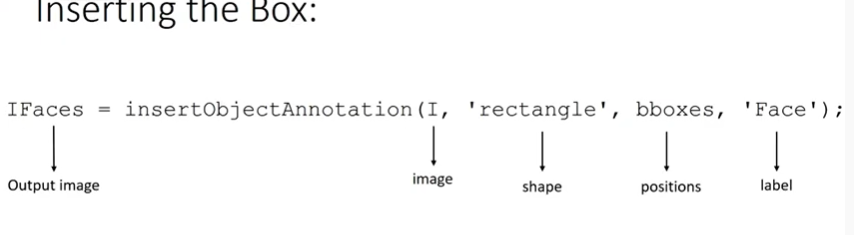 Inserting the Box:
IFaces = insertObjectAnnotation(I, 'rectangle', bboxes, 'Face');
Output image image shape positions label